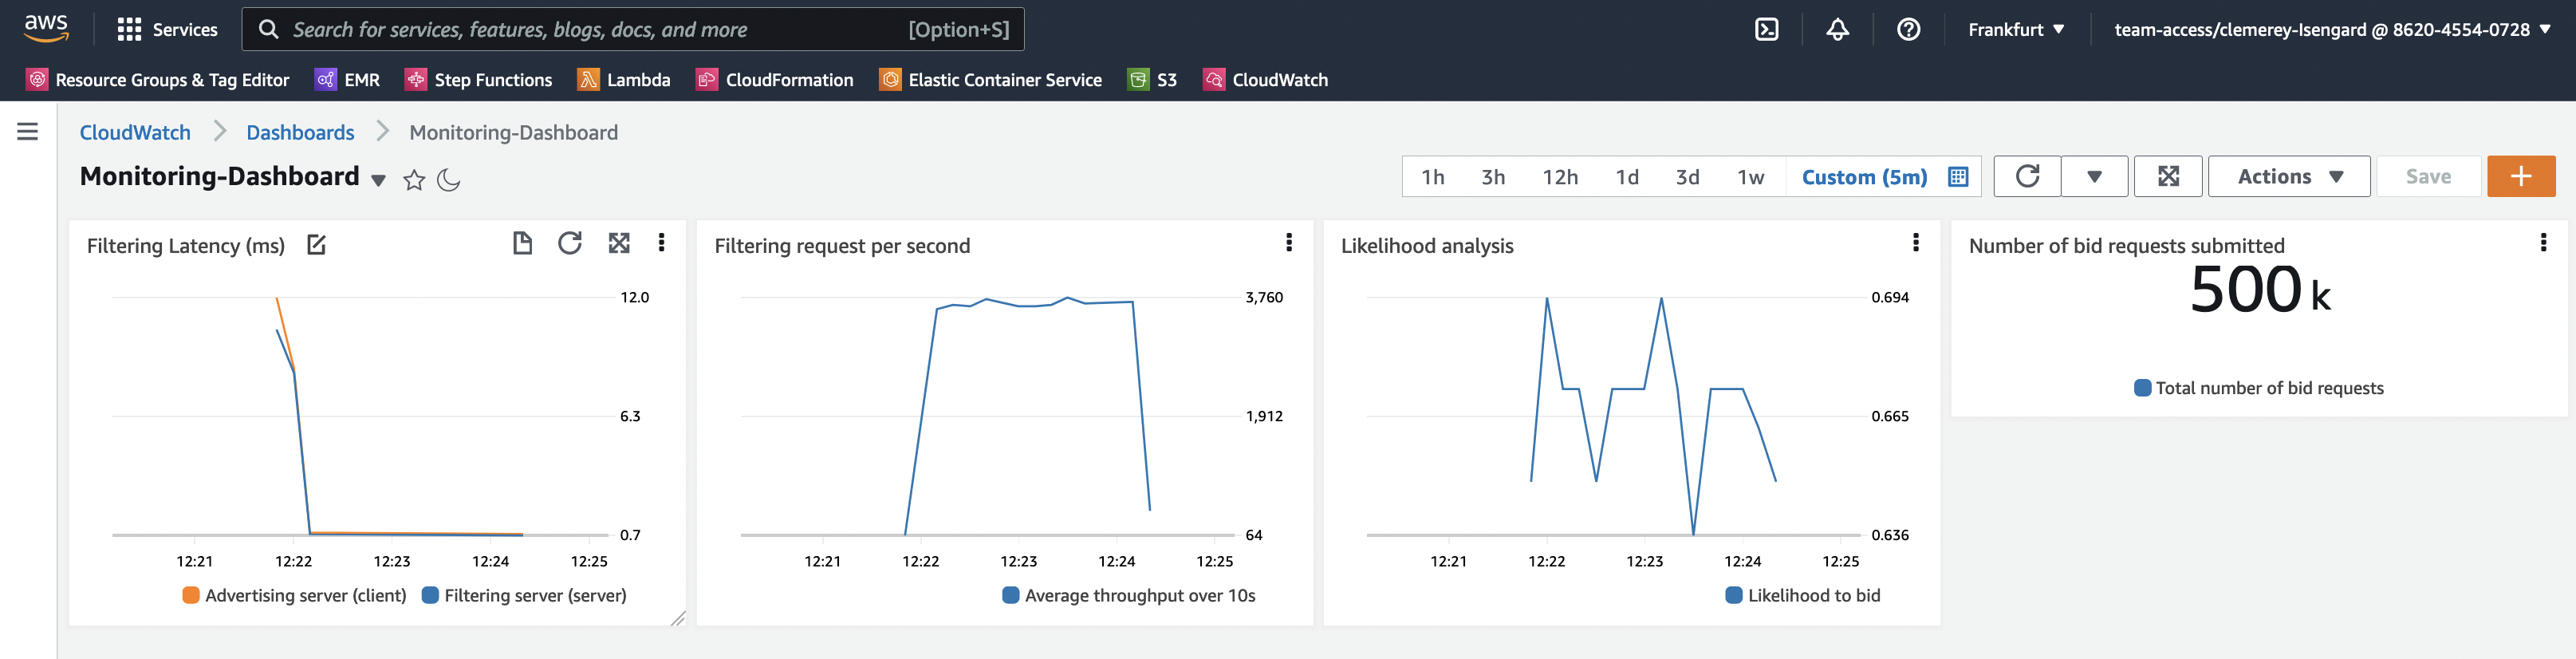 aws
Services
Search for services, features, blogs, docs, and more [Option+S]
Frankfurt
team-access/clemerey-Isengard @ 8620-4554-0728
Resource Groups & Tag Editor EMR Step Functions Lambda CloudFormation Elastic Container Service S3 CloudWatch
CloudWatch Dashboards Monitoring-Dashboard
Monitoring-Dashboard
1h 3h 12h 1d 3d 1w Custom (5m) Actions Save
Filtering Latency (ms)
12.0
6.3
0.7
12:21 12:22 12:23 12:24 12:25
Advertising server (client) Filtering server (server)
Filtering request per second
3,760
1,912
64
12:21 12:22 12:23 12:24 12:25
Average throughput over 10s
Likelihood analysis
0.694
0.665
0.636
12:21 12:22 12:23 12:24 12:25
Likelihood to bid
Number of bid requests submitted
500 k
Total number of bid requests